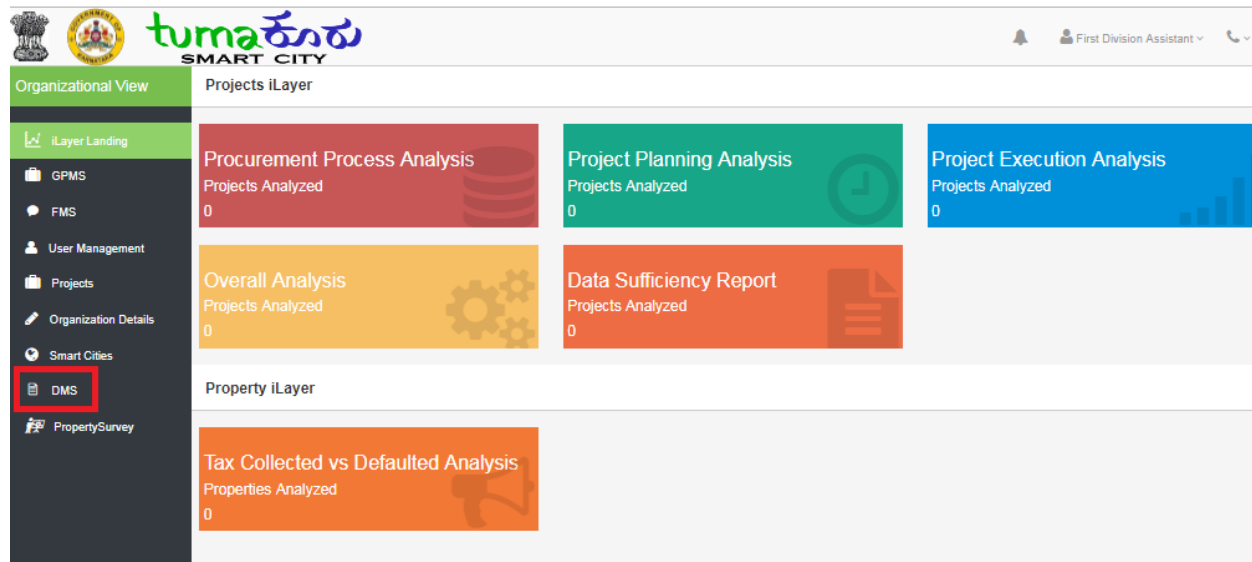 tumaಕೂರು
SMART CITY
First Division Assistant
Organizational View
Projects iLayer
iLayer Landing
GPMS
FMS
User Management
Projects
Organization Details
Smart Cities
DMS
PropertySurvey
Procurement Process Analysis
Projects Analyzed
0
Project Planning Analysis
Projects Analyzed
0
Project Execution Analysis
Projects Analyzed
0
Overall Analysis
Projects Analyzed
0
Data Sufficiency Report
Projects Analyzed
0
Property iLayer
Tax Collected vs Defaulted Analysis
Properties Analyzed
0